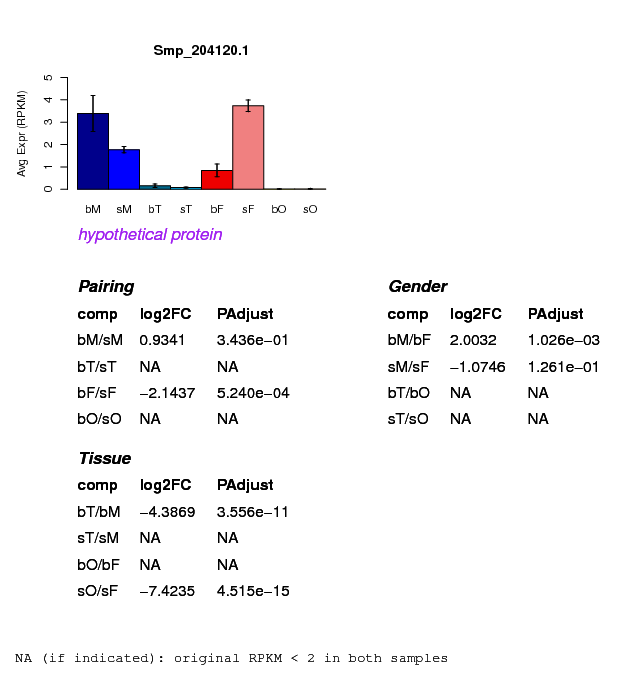 Smp_204120.1
Avg Expr (RPKM)
5
4
3
2
1
0
bM sM bT sT bF sF bO sO
hypothetical protein
Pairing
comp log2FC PAdjust
bM/sM 0.9341 3.436e−01
bT/sT NA NA
bF/sF −2.1437 5.240e−04
bO/sO NA NA
Gender
comp log2FC PAdjust
bM/bF 2.0032 1.026e−03
sM/sF −1.0746 1.261e−01
bT/bO NA NA
sT/sO NA NA
Tissue
comp log2FC PAdjust
bT/bM −4.3869 3.556e−11
sT/sM NA NA
bO/bF NA NA
sO/sF −7.4235 4.515e−15
NA (if indicated): original RPKM < 2 in both samples